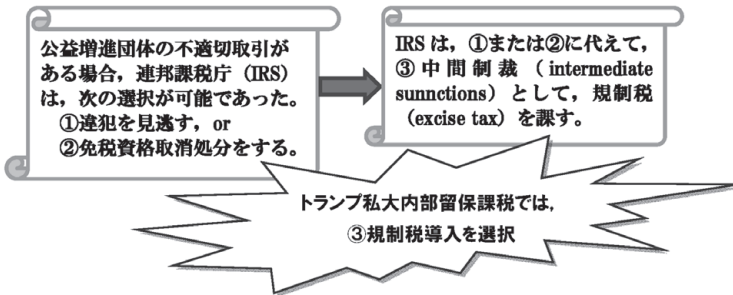 公益増進団体の不適切取引が
ある場合，連邦課税庁（IRS）
は，次の選択が可能であった。
①違犯を見逃す，or
②免税資格取消処分をする。
IRS は，①または②に代えて，
③中間制裁（intermediate
sunnctions）として，規制税
（excise tax）を課す。
トランプ私大内部留保課税では，
③規制税導入を選択